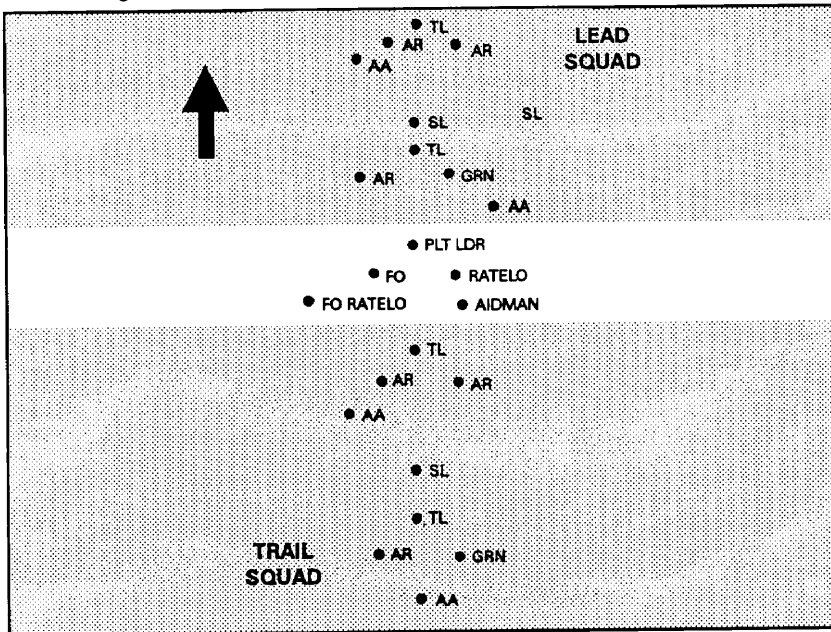 TL
LEAD
SQUAD
AR
AR
AA
SL
SL
TL
AR
GRN
AA
PLT LDR
FO
RATELO
FO RATELO
AIDMAN
TL
AR
AR
AA
SL
TL
TRAIL
SQUAD
AR
GRN
AA